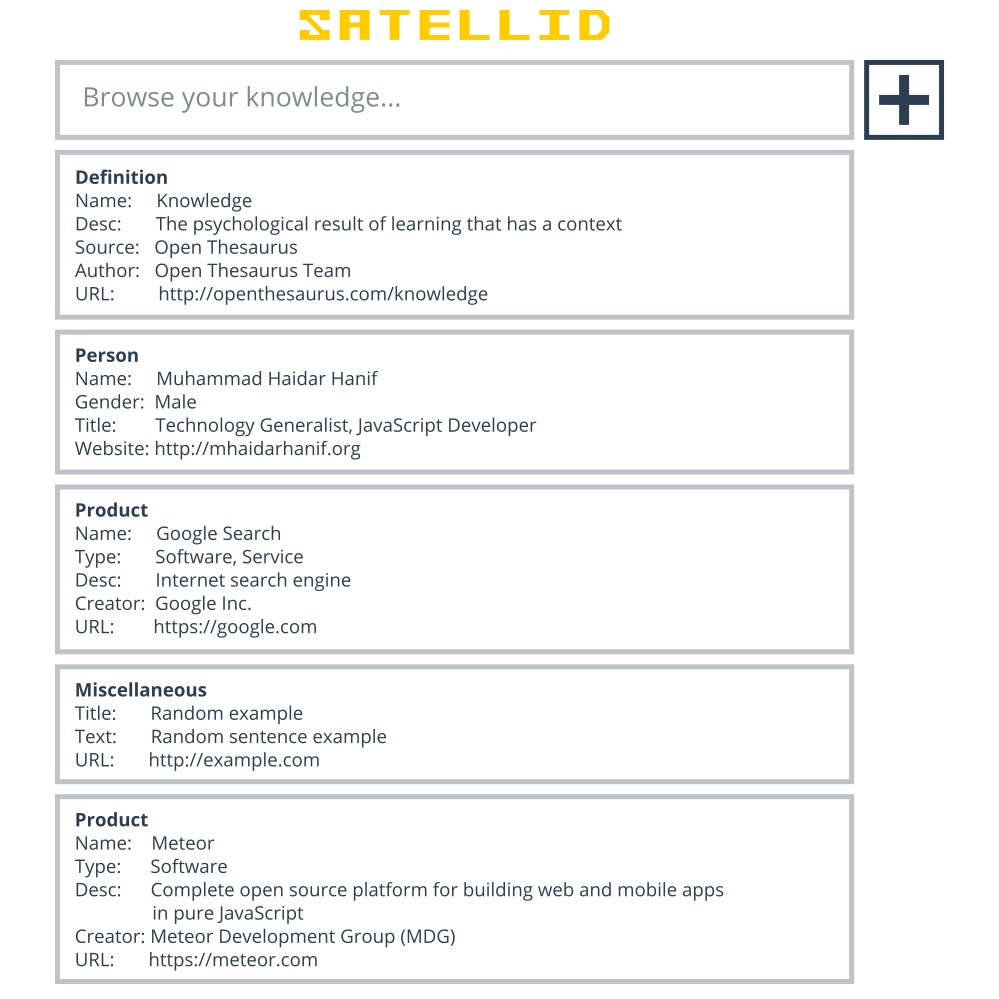 SATELLID
Browse your knowledge...
Definition
Name: Knowledge
Desc: The psychological result of learning that has a context
Source: Open Thesaurus
Author: Open Thesaurus Team
URL: http://openthesaurus.com/knowledge
Person
Name: Muhammad Haidar Hanif
Gender: Male
Title: Technology Generalist, JavaScript Developer
Website: http://mhaidarhanif.org
Product
Name: Google Search
Type: Software, Service
Desc: Internet search engine
Creator: Google Inc.
URL: https://google.com
Miscellaneous
Title: Random example
Text: Random sentence example
URL: http://example.com
Product
Name: Meteor
Type: Software
Desc: Complete open source platform for building web and mobile apps
in pure JavaScript
Creator: Meteor Development Group (MDG)
URL: https://meteor.com